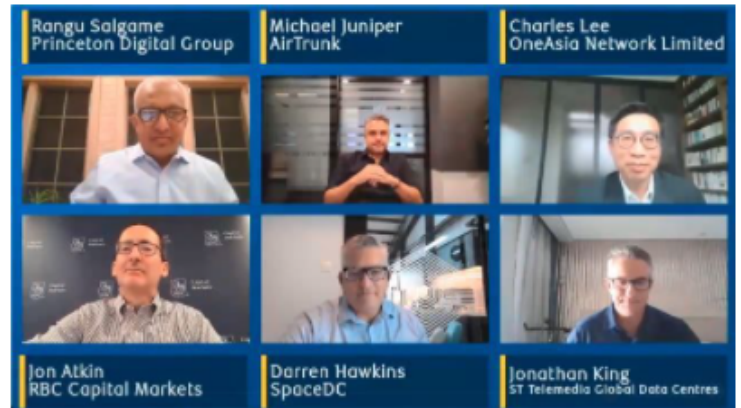 Rangu Salgame
Princeton Digital Group
Michael Juniper
AirTrunk
Charles Lee
OneAsia Network Limited
Jon Atkin
RBC Capital Markets
Darren Hawkins
SpaceDC
Jonathan King
ST Telemedia Global Data Centres